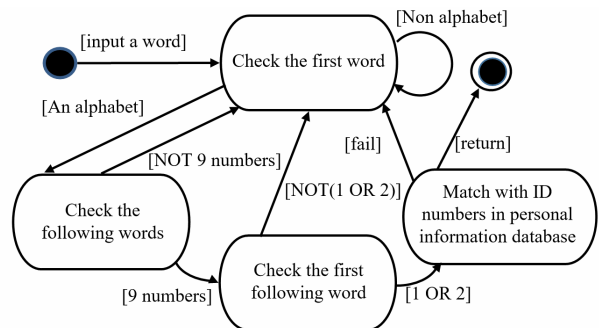 [Non alphabet]
[input a word]
Check the first word
[An alphabet]
[fail]
[return]
[NOT 9 numbers]
[NOT(1 OR 2)]
Match with ID
numbers in personal
information database
Check the
following words
Check the first
following word
[9 numbers]
[1 OR 2]